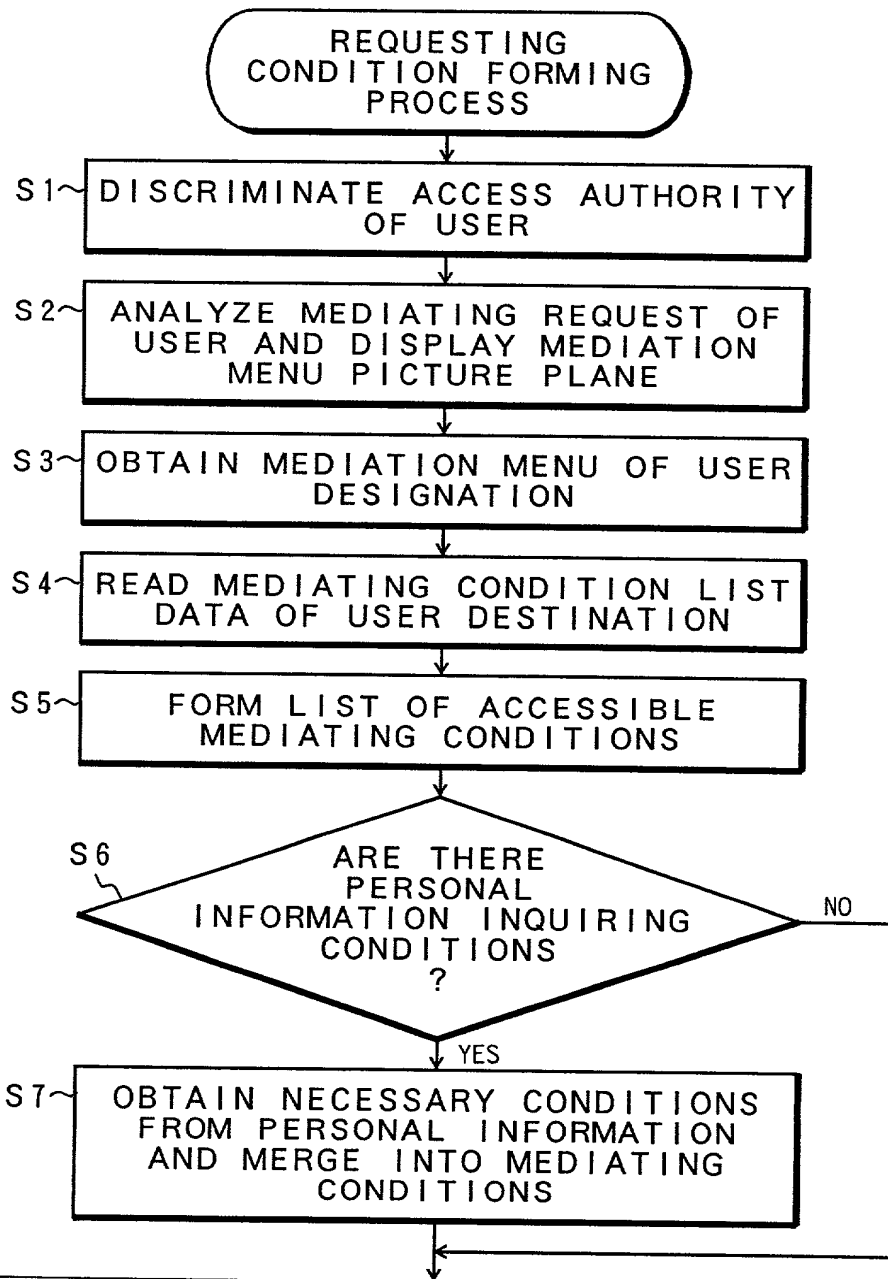 REQUESTING
CONDITION FORMING
PROCESS
S1 DISCRIMINATE ACCESS AUTHORITY
OF USER
S2 ANALYZE MEDIATING REQUEST OF
USER AND DISPLAY MEDIATION
MENU PICTURE PLANE
S3 OBTAIN MEDIATION MENU OF USER
DESIGNATION
S4 READ MEDIATING CONDITION LIST
DATA OF USER DESTINATION
S5 FORM LIST OF ACCESSIBLE
MEDIATING CONDITIONS
S6
ARE THERE
PERSONAL
INFORMATION INQUIRING
CONDITIONS
?
NO
YES
S7 OBTAIN NECESSARY CONDITIONS
FROM PERSONAL INFORMATION
AND MERGE INTO MEDIATING
CONDITIONS